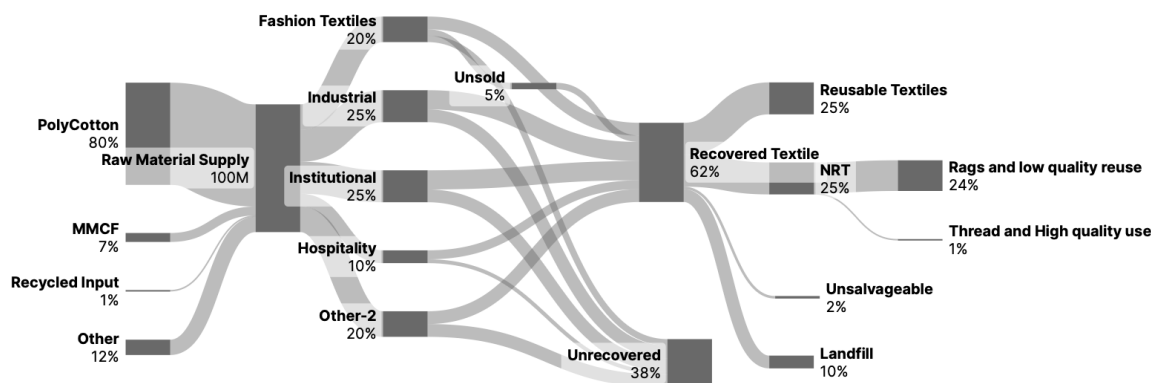 PolyCotton
80%
MMCF
7%
Recycled Input
1%
Other
12%
Raw Material Supply
100M
Fashion Textiles
20%
Industrial
25%
Institutional
25%
Hospitality
10%
Other-2
20%
Unsold
5%
Unrecovered
38%
Recovered Textile
62%
Reusable Textiles
25%
NRT
25%
Unsalvageable
2%
Landfill
10%
Rags and low quality reuse
24%
Thread and High quality use
1%